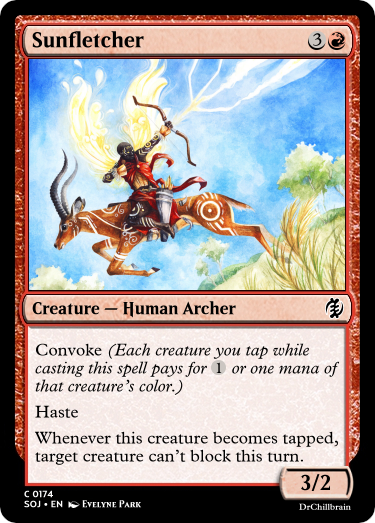 Sunfletcher 3
Creature — Human Archer
Convoke (Each creature you tap while
casting this spell pays for 1 or one mana of
that creature's color.)
Haste
Whenever this creature becomes tapped,
target creature can't block this turn.
3/2
C 0174
SOJ • EN Evelyne Park
DrChillbrain